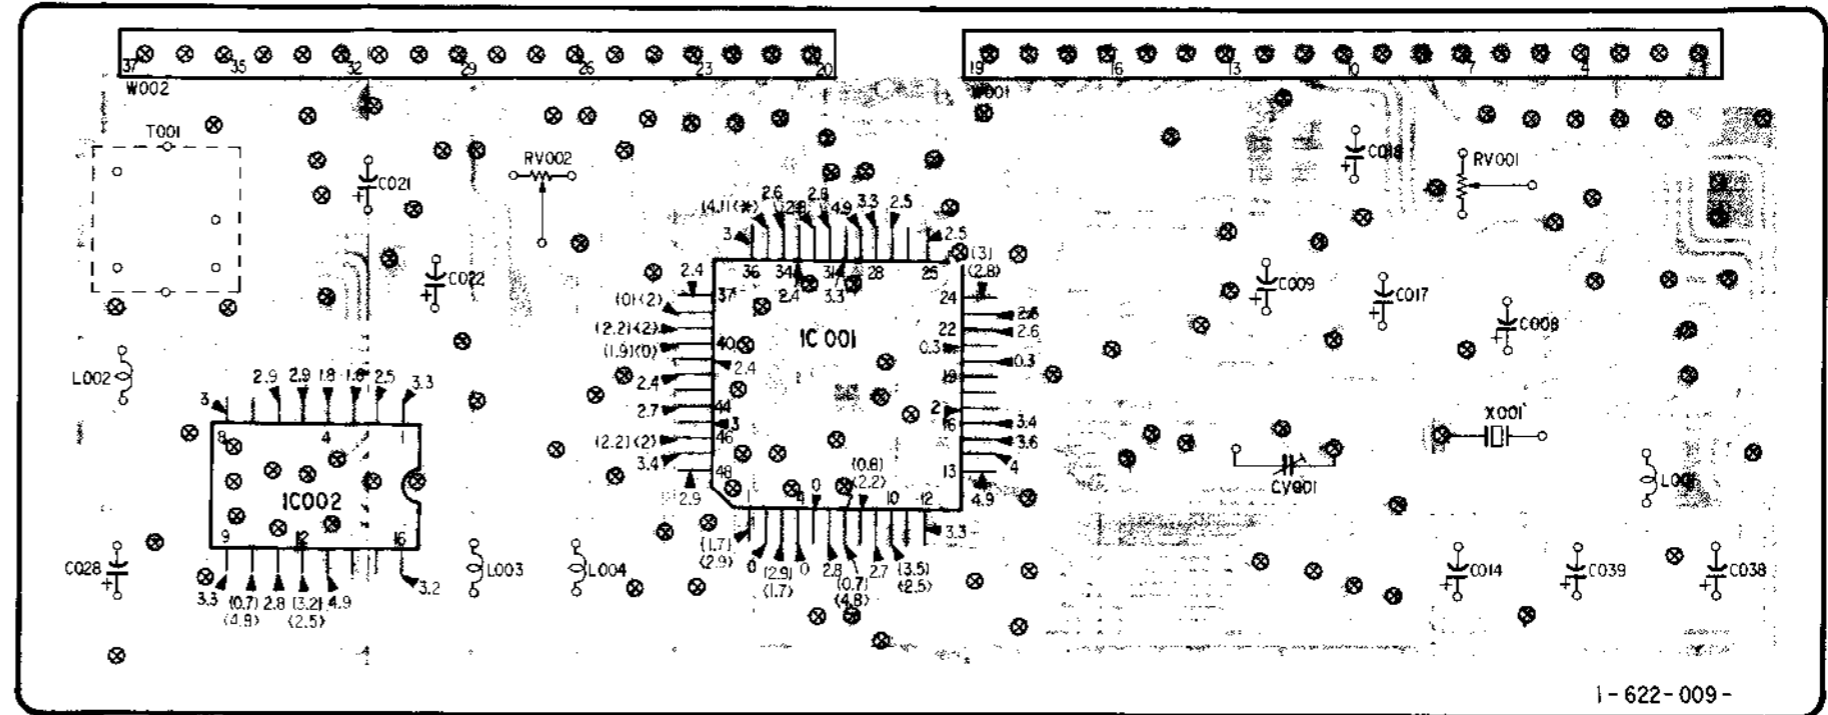 37 35 32 29 26 23 20
19 16 13 10 7 4
W002
W001
T001
C021
RV002
C018
RV001
(4.1) 2.6 2.8 2.8 4.9 3.3 2.5
3 2.5
C022
2.4 36 34 31 28 25 (3)
(2.8)
37 2.4 3.3 24
C009
C017
C008
(0)(2) 2.6
(2.2)(2) 22 2.6
IC 001
(1.9)(0) 40 0.3
2.4 0.3
L002
2.4 19
2.9 2.9 1.8 1.8 2.5 3.3
3
2.7 44 2 16 3.4
3 3.6
X001
8 4 1
(2.2)(2) 46 4
3.4 48 13
2.9 4.9
(0.8)
(2.2)
CV001
L001
IC002
1 4 0 7 10 12
9 12 16
3.3
(1.7)
(2.9)
0 (2.9)
(1.7)
0 2.8 (0.7)
(4.8)
2.7 (3.5)
(2.5)
C028
L003
L004
C014
C039
C038
3.3 (0.7)
(4.8)
2.8 (3.2)
(2.5)
4.9 3.2
1-622-009-